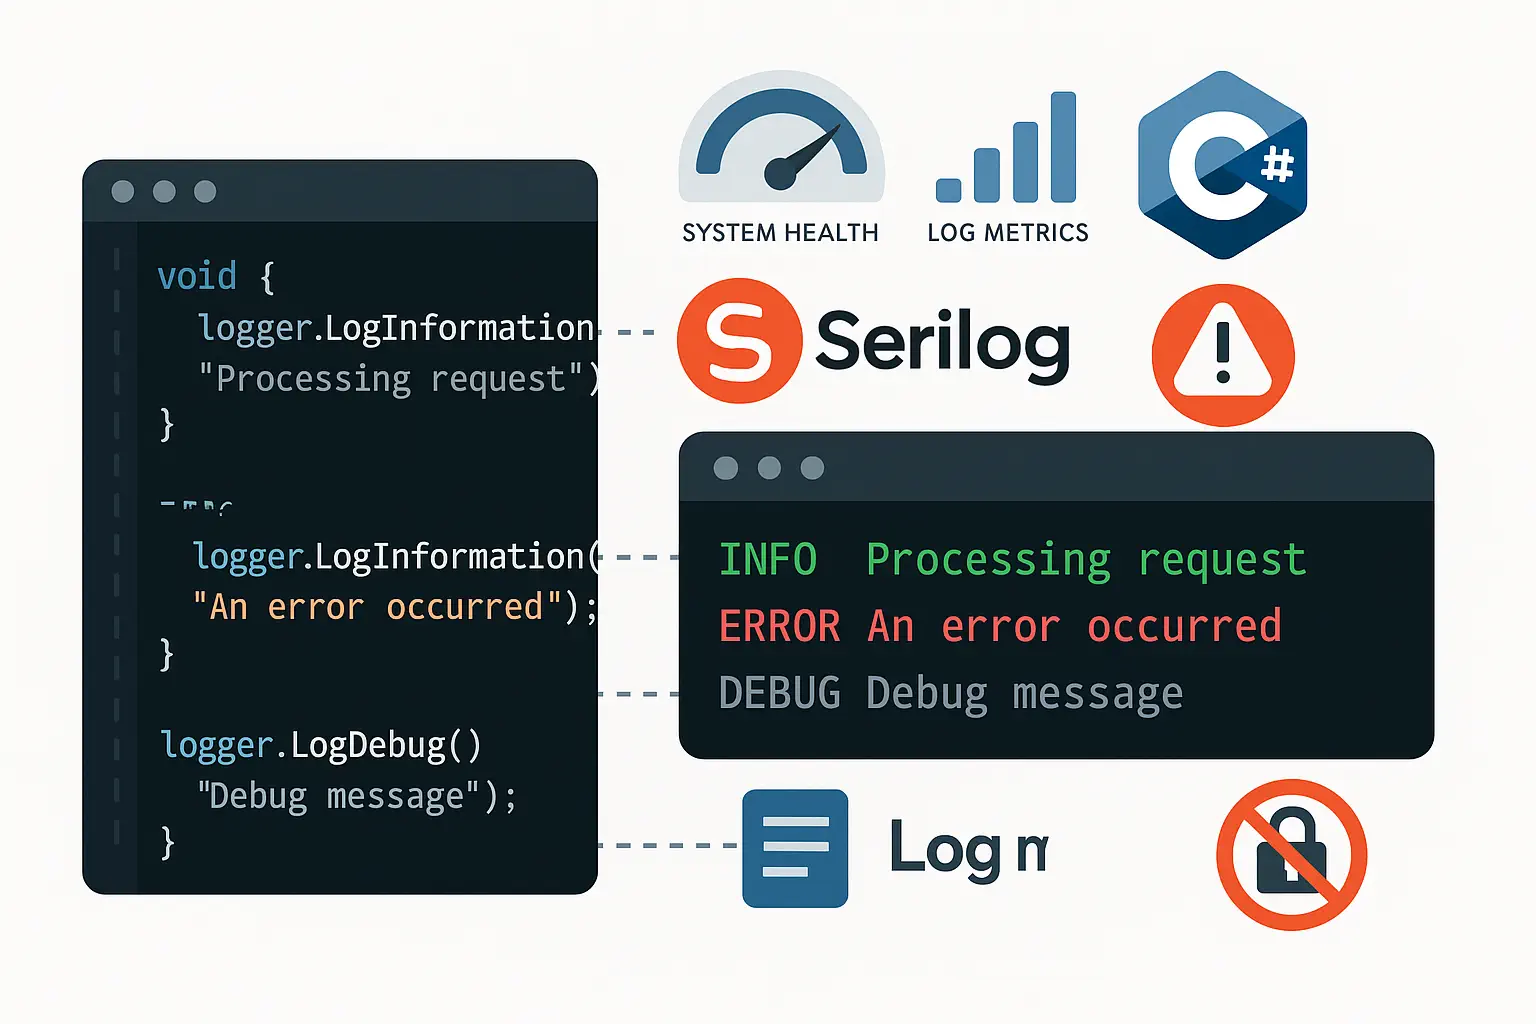 void {
logger.LogInformation
"Processing request")
}
logger.LogInformation(
"An error occurred");
}
logger.LogDebug()
"Debug message");
}
SYSTEM HEALTH
LOG METRICS
C#
S Serilog
!
INFO Processing request
ERROR An error occurred
DEBUG Debug message
Log